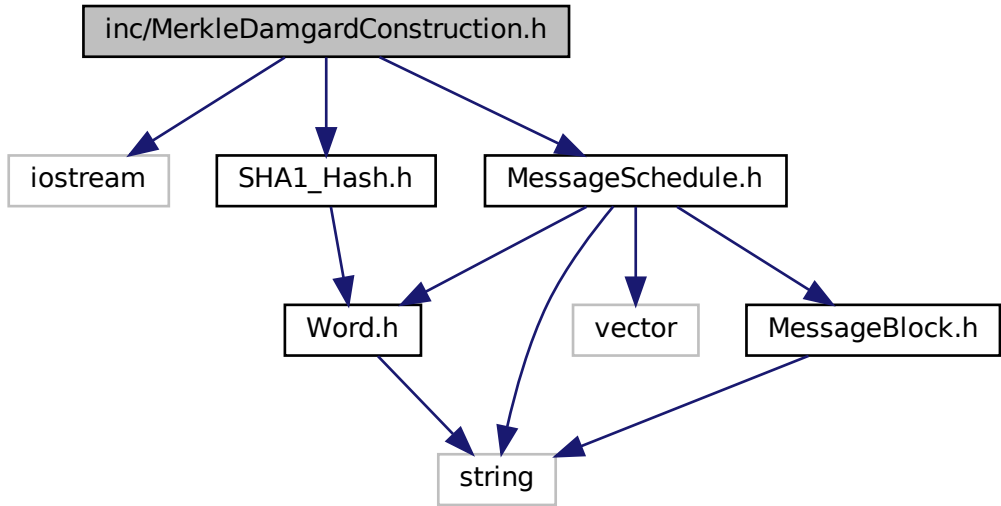 inc/MerkleDamgardConstruction.h
iostream
SHA1_Hash.h
MessageSchedule.h
Word.h
vector
MessageBlock.h
string